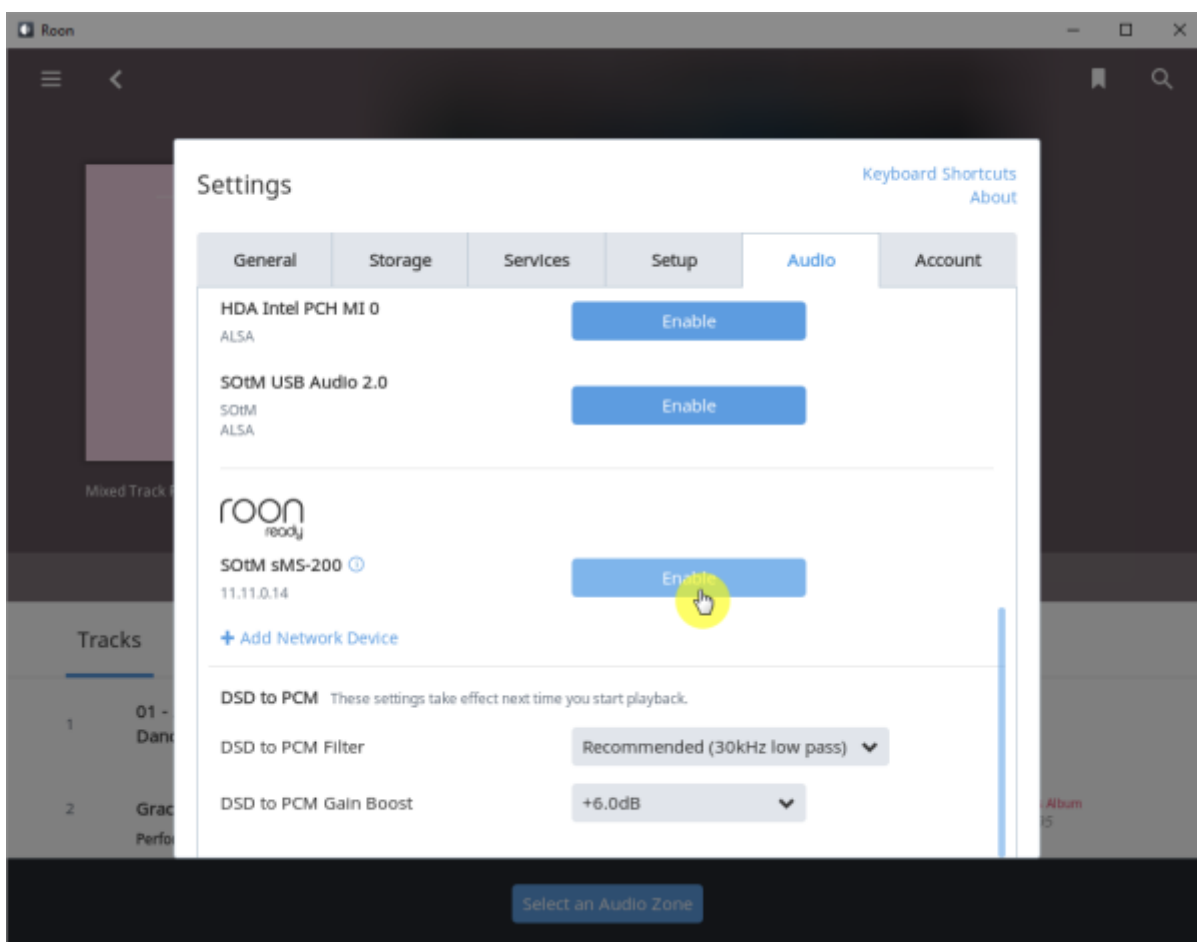 Roon
Settings
Keyboard Shortcuts
About
General Storage Services Setup Audio Account
HDA Intel PCH MI 0
Enable
ALSA
SOtM USB Audio 2.0
Enable
SOtM
ALSA
Mixed Track
roon
ready
SOtM sMS-200
Enable
11.11.0.14
+ Add Network Device
Tracks
DSD to PCM These settings take effect next time you start playback.
1
01 -
Danc
DSD to PCM Filter
Recommended (30kHz low pass)
2
Grac
Perfo
DSD to PCM Gain Boost
+6.0dB
Album
Select an Audio Zone